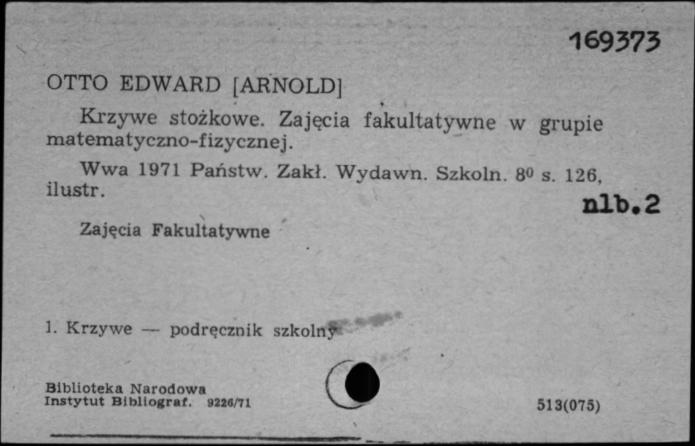 169373
OTTO EDWARD [ARNOLD]
Krzywe stożkowe. Zajęcia fakultatywne w grupie
matematyczno-fizycznej.
Wwa 1971 Państw. Zakł. Wydawn. Szkoln. 8⁰ s. 126,
ilustr.
nlb.2
Zajęcia Fakultatywne
1. Krzywe — podręcznik szkolny
Biblioteka Narodowa
Instytut Bibliograf. 9226/71
513(075)